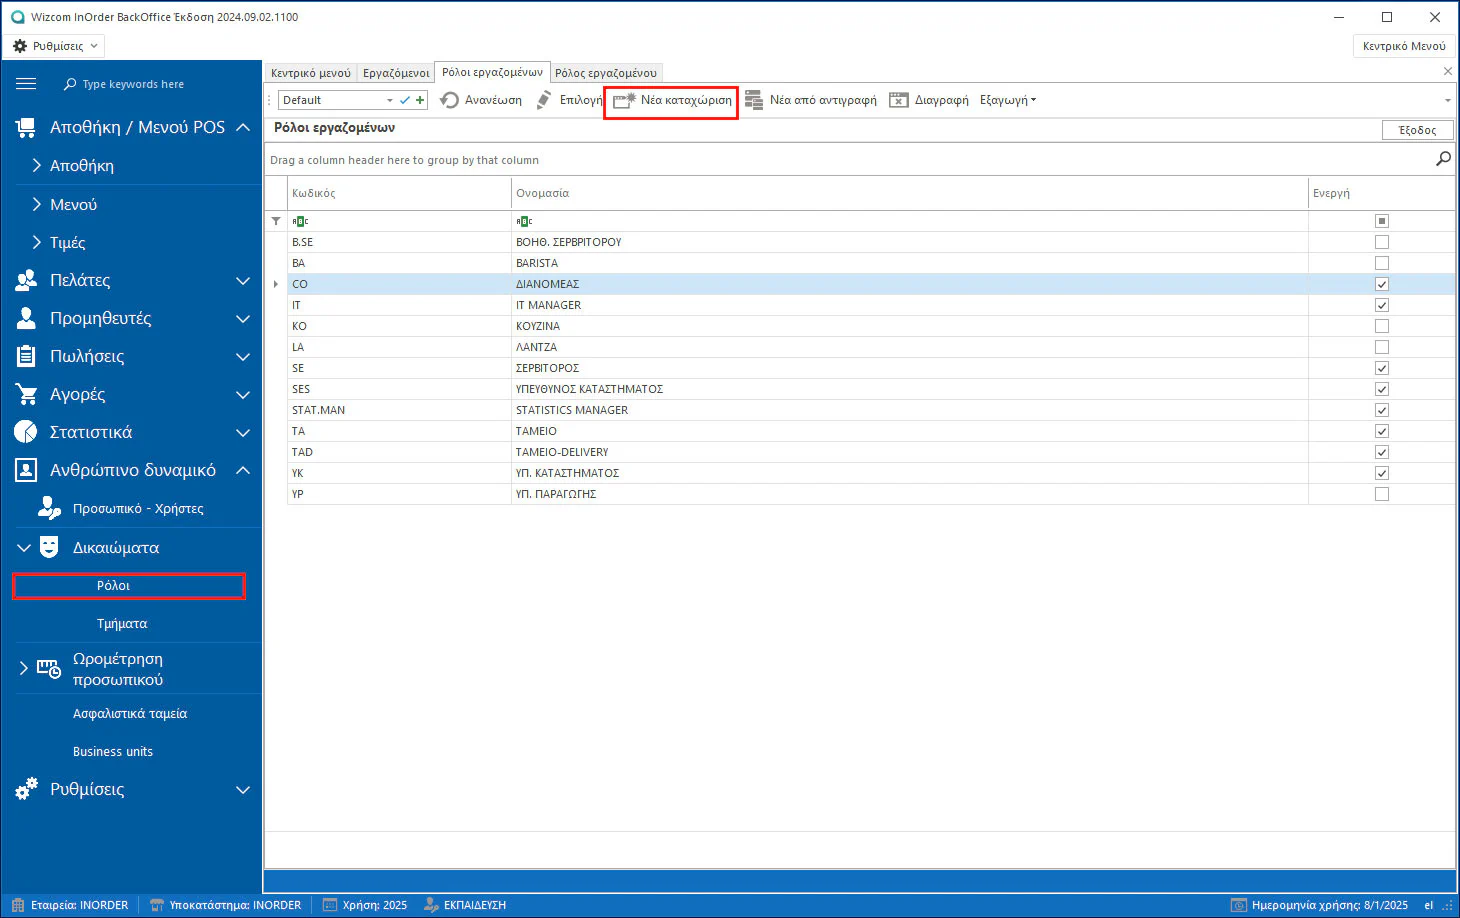 Wizcom InOrder BackOffice Έκδοση 2024.09.02.1100
Ρυθμίσεις
Κεντρικό Μενού
Type keywords here
Αποθήκη / Μενού POS
Αποθήκη
Μενού
Τιμές
Πελάτες
Προμηθευτές
Πωλήσεις
Αγορές
Στατιστικά
Ανθρώπινο δυναμικό
Προσωπικό - Χρήστες
Δικαιώματα
Ρόλοι
Τμήματα
Ωρομέτρηση
προσωπικού
Ασφαλιστικά ταμεία
Business units
Ρυθμίσεις
Κεντρικό μενού Εργαζόμενοι Ρόλοι εργαζομένων Ρόλος εργαζομένου
Default Ανανέωση Επιλογή Νέα καταχώριση Νέα από αντιγραφή Διαγραφή Εξαγωγή
Ρόλοι εργαζομένων
Έξοδος
Drag a column header here to group by that column
Κωδικός Ονομασία Ενεργή
ABC ABC
B.SE ΒΟΗΘ. ΣΕΡΒΡΙΤΟΡΟΥ
BA BARISTA
CO ΔΙΑΝΟΜΕΑΣ
IT IT MANAGER
KO ΚΟΥΖΙΝΑ
LA ΛΑΝΤΖΑ
SE ΣΕΡΒΙΤΟΡΟΣ
SES ΥΠΕΥΘΥΝΟΣ ΚΑΤΑΣΤΗΜΑΤΟΣ
STAT.MAN STATISTICS MANAGER
TA ΤΑΜΕΙΟ
TAD ΤΑΜΕΙΟ-DELIVERY
YK ΥΠ. ΚΑΤΑΣΤΗΜΑΤΟΣ
YP ΥΠ. ΠΑΡΑΓΩΓΗΣ
Εταιρεία: INORDER Υποκατάστημα: INORDER Χρήση: 2025 ΕΚΠΑΙΔΕΥΣΗ Ημερομηνία χρήσης: 8/1/2025 el